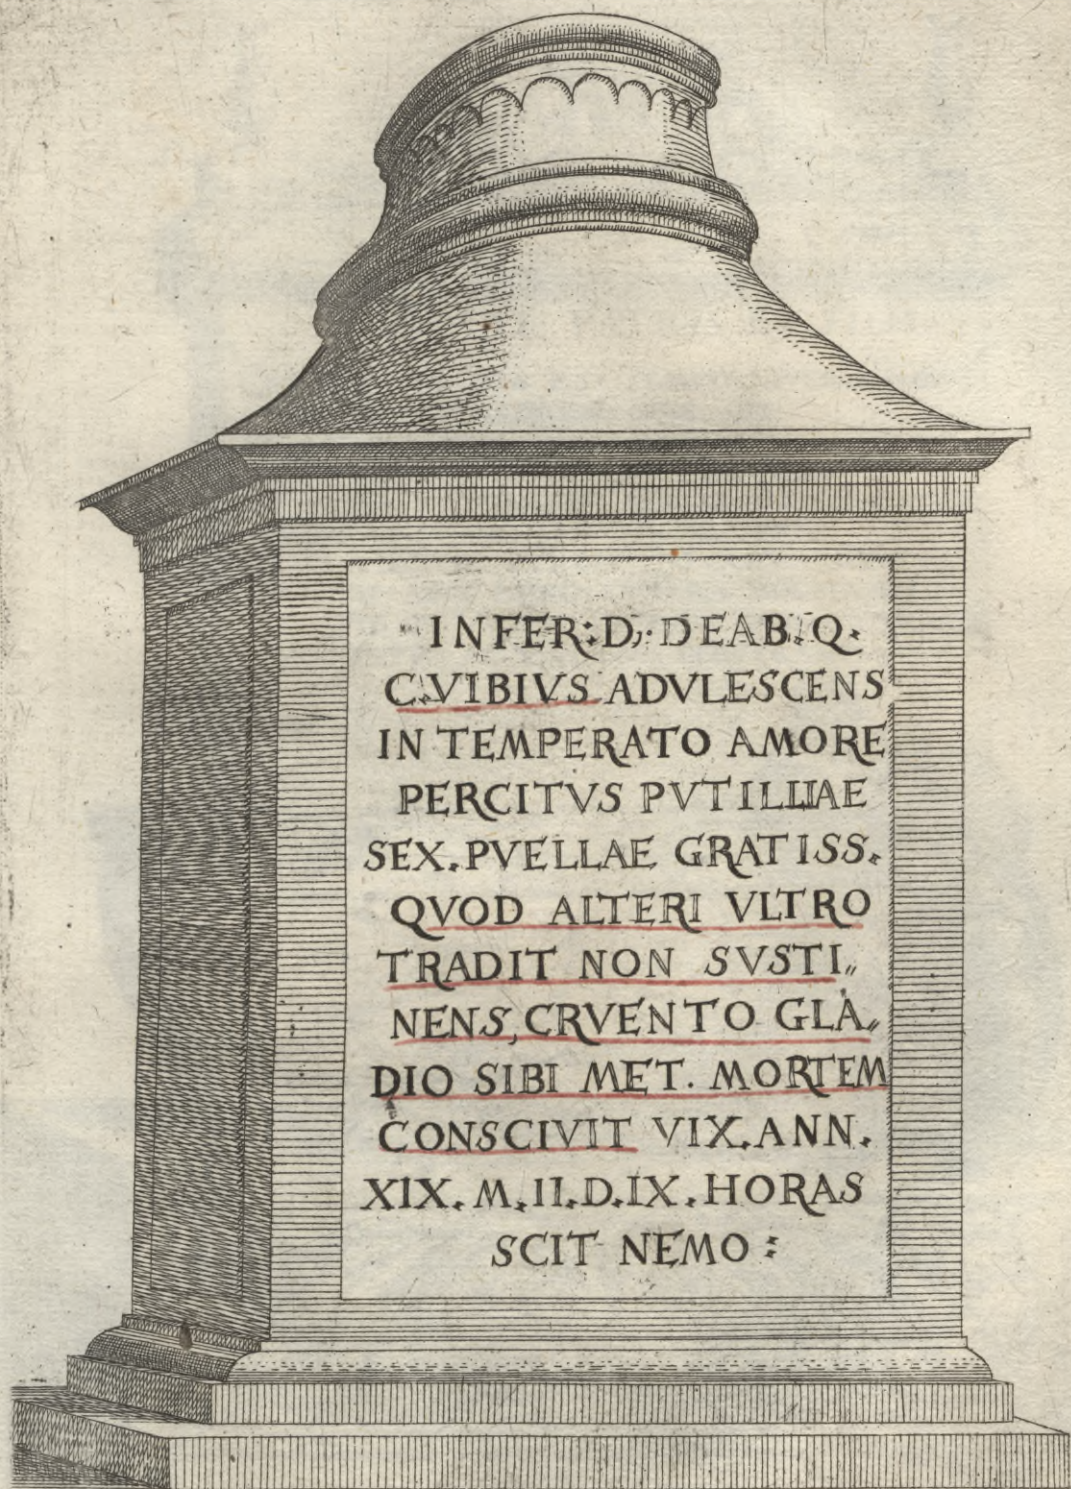 INFER: D: DEAB. Q.
C. VIBIVS ADVLESCENS
IN TEMPERATO AMORE
PERCITVS PVTILLIAE
SEX. PVELLAE GRATISS.
QVOD ALTERI VLTRO
TRADIT NON SVSTI„
NENS, CRVENTO GLA„
DIO SIBI MET. MORTEM
CONSCIVIT VIX. ANN.
XIX. M. II. D. IX. HORAS
SCIT NEMO :